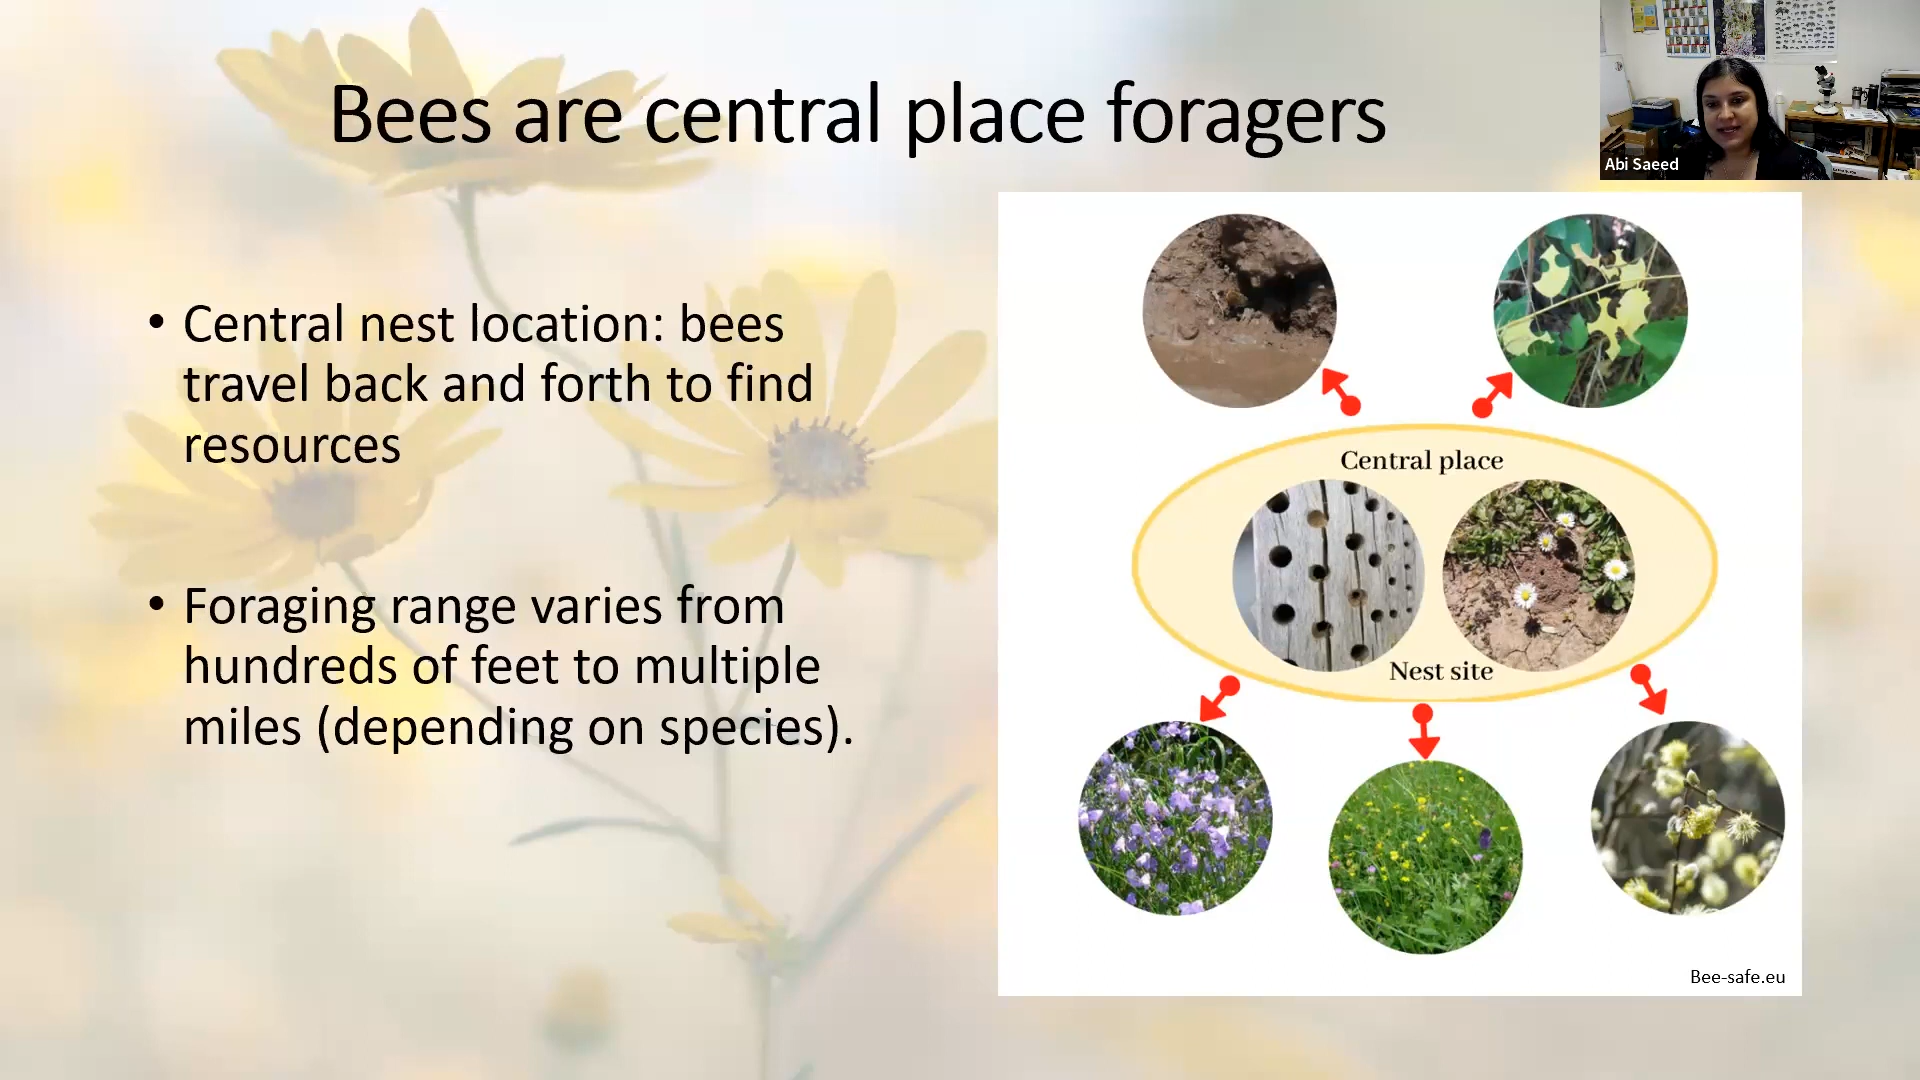 Bees are central place foragers
Abi Saeed
• Central nest location: bees
travel back and forth to find
resources
• Foraging range varies from
hundreds of feet to multiple
miles (depending on species).
Central place
Nest site
Bee-safe.eu